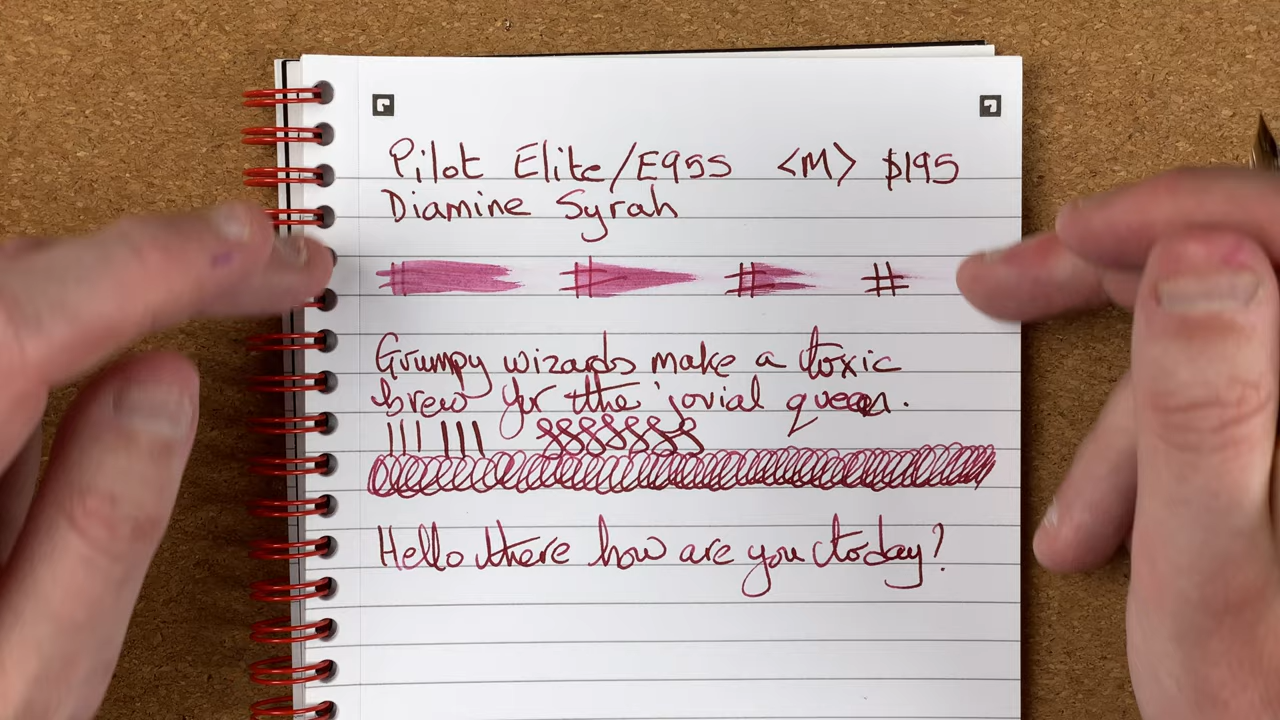 Pilot Elite/E95S <M> $195
Diamine Syrah
Grumpy wizards make a toxic
brew for the jovial queen.
Hello there how are you today?